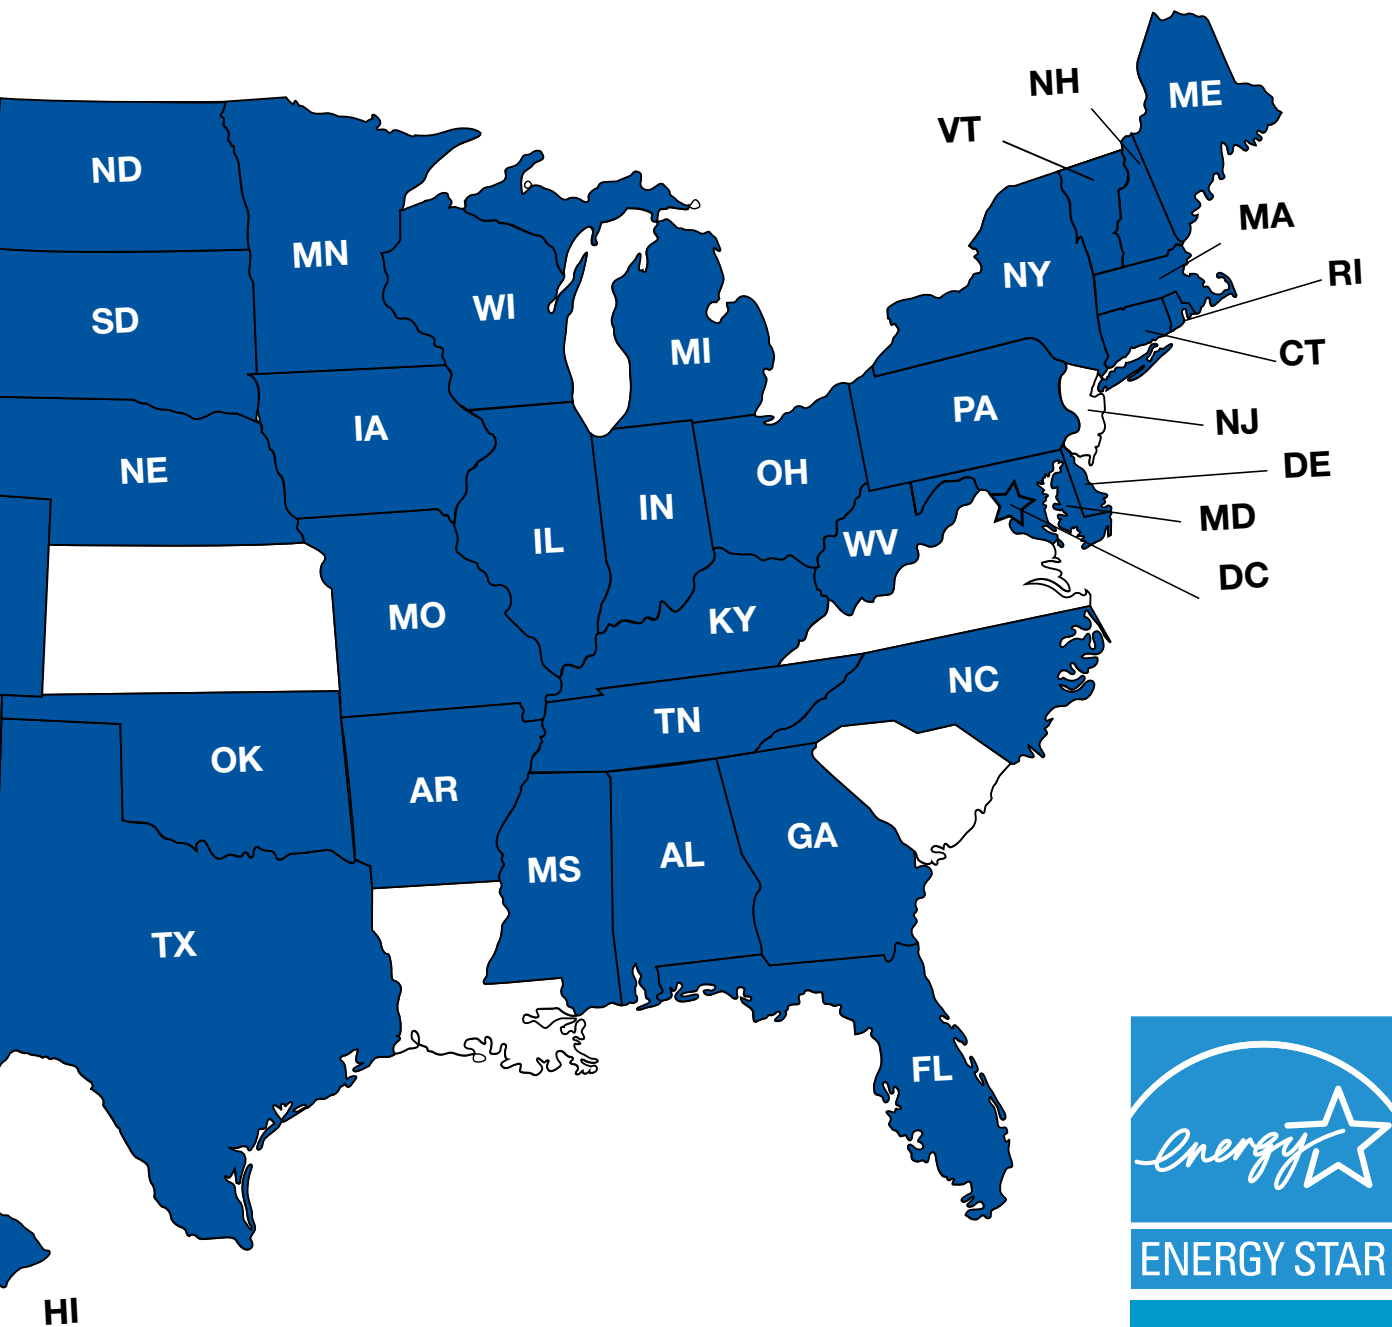 NH
ME
VT
ND
MA
MN
NY
RI
WI
SD
MI
CT
PA
NJ
IA
DE
NE
OH
IN
MD
IL
WV
DC
MO
KY
NC
TN
OK
AR
GA
AL
MS
TX
FL
energy
ENERGY STAR
HI